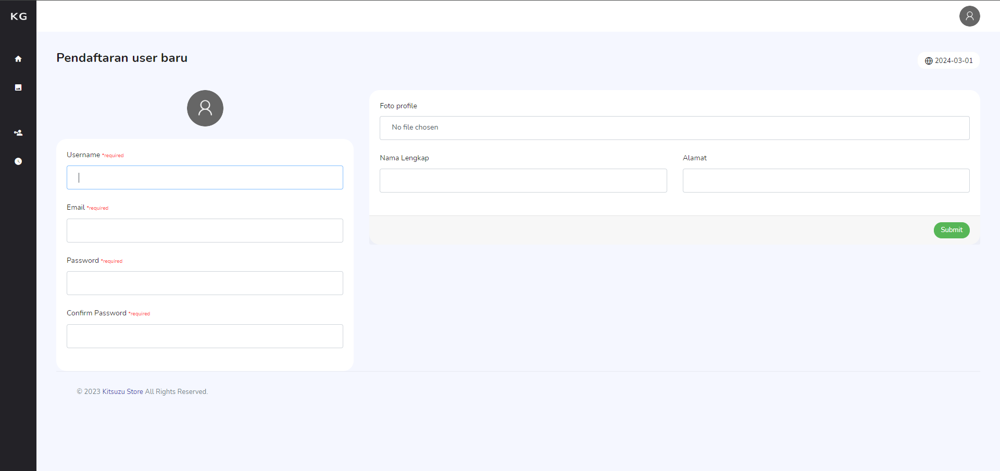 KG
Pendaftaran user baru
2024-03-01
Username *required
Email *required
Password *required
Confirm Password *required
Foto profile
No file chosen
Nama Lengkap
Alamat
Submit
© 2023 Kitsuzu Store All Rights Reserved.